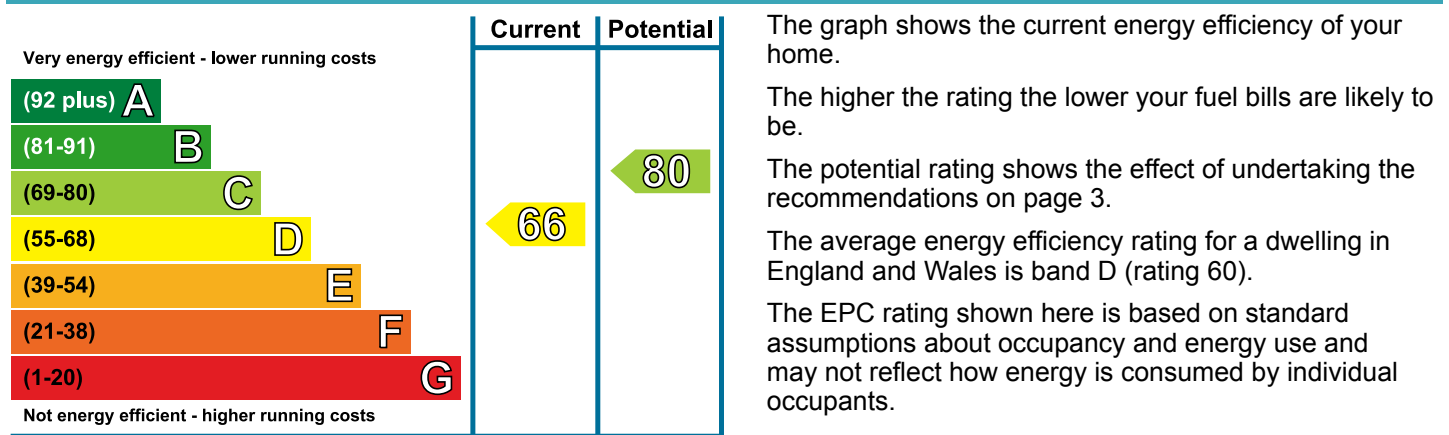 Current Potential
Very energy efficient - lower running costs
(92 plus) A
(81-91) B
(69-80) C
(55-68) D
(39-54) E
(21-38) F
(1-20) G
Not energy efficient - higher running costs
66
80
The graph shows the current energy efficiency of your
home.
The higher the rating the lower your fuel bills are likely to
be.
The potential rating shows the effect of undertaking the
recommendations on page 3.
The average energy efficiency rating for a dwelling in
England and Wales is band D (rating 60).
The EPC rating shown here is based on standard
assumptions about occupancy and energy use and
may not reflect how energy is consumed by individual
occupants.